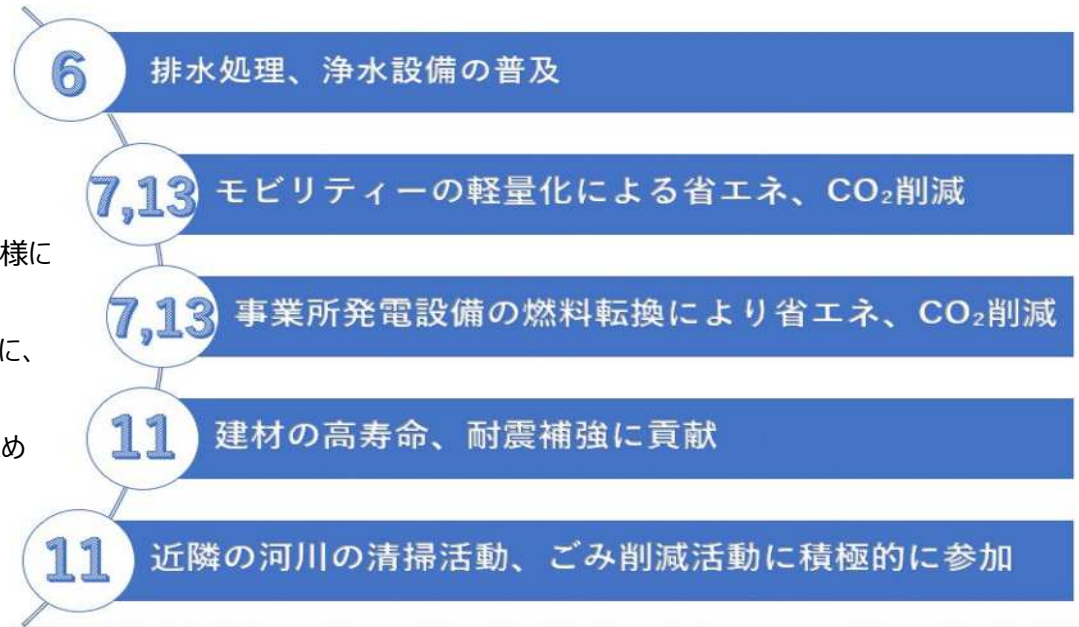 6
排水処理、浄水設備の普及
7,13
モビリティーの軽量化による省エネ、CO₂削減
様に
7,13
事業所発電設備の燃料転換により省エネ、CO₂削減
に、
11
建材の高寿命、耐震補強に貢献
め
11
近隣の河川の清掃活動、ごみ削減活動に積極的に参加